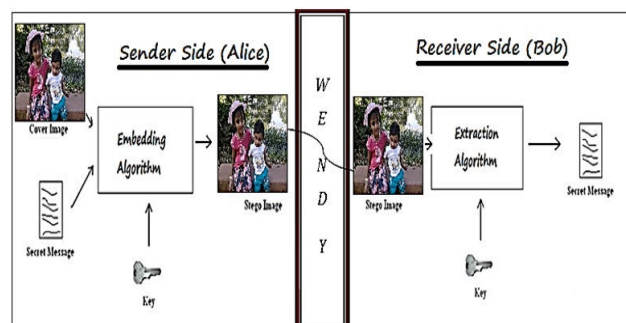 Sender Side (Alice)
Cover Image
Embedding
Algorithm
Secret Message
Key
Stego Image
W
E
N
D
Y
Receiver Side (Bob)
Stego Image
Extraction
Algorithm
Secret Message
Key